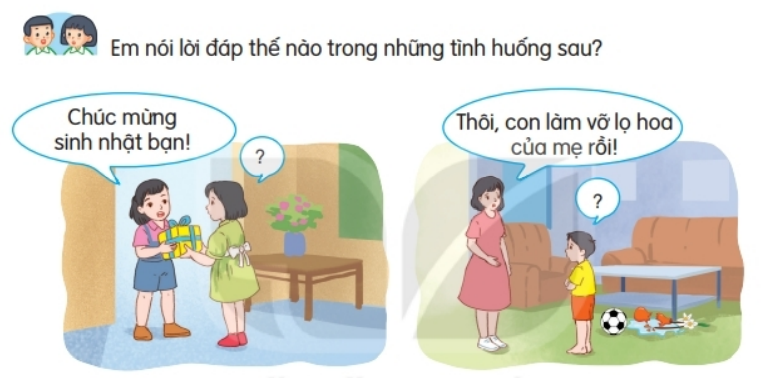 Em nói lời đáp thế nào trong những tình huống sau?
Chúc mừng
sinh nhật bạn!
?
Thôi, con làm vỡ lọ hoa
của mẹ rồi!
?